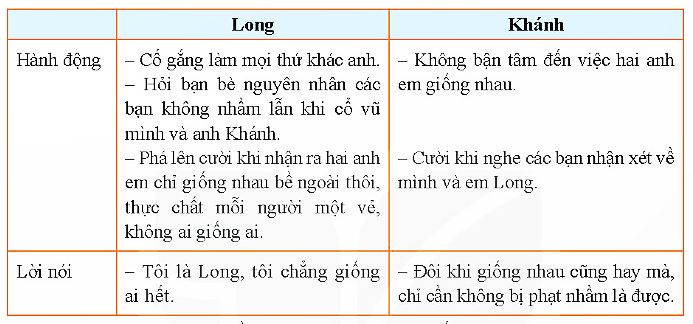 Long
Khánh
Hành động
– Cố gắng làm mọi thứ khác anh.
– Hỏi bạn bè nguyên nhân các
bạn không nhầm lẫn khi cổ vũ
mình và anh Khánh.
– Phá lên cười khi nhận ra hai anh
em chỉ giống nhau bề ngoài thôi,
thực chất mỗi người một vẻ,
không ai giống ai.
– Không bận tâm đến việc hai anh
em giống nhau.
– Cười khi nghe các bạn nhận xét về
mình và em Long.
Lời nói
– Tôi là Long, tôi chẳng giống
ai hết.
– Đôi khi giống nhau cũng hay mà,
chỉ cần không bị phạt nhầm là được.